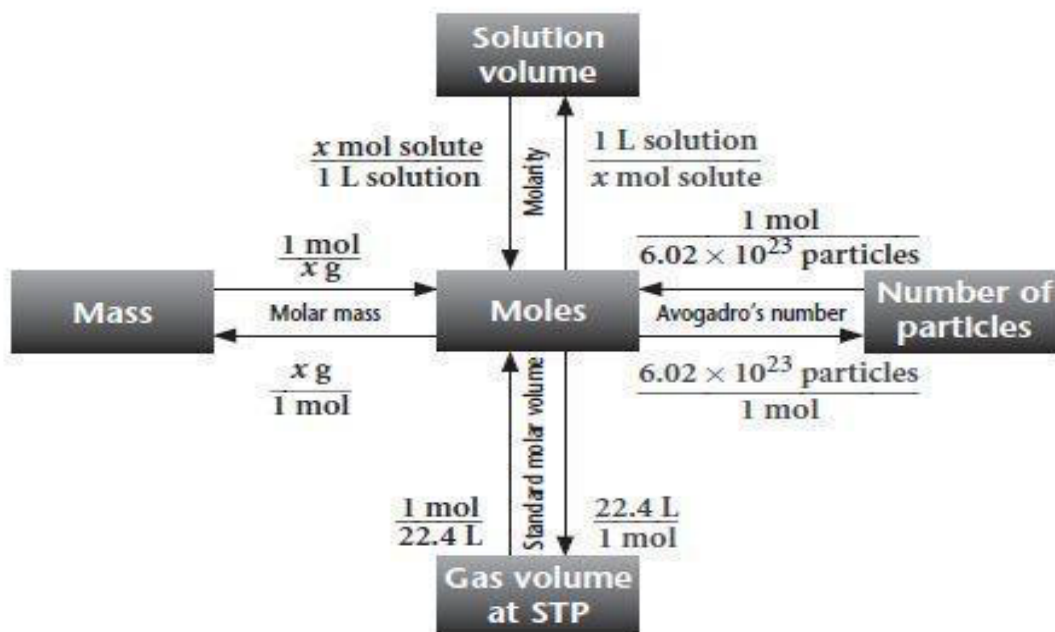 Solution
volume
x mol solute
1 L solution
Molarity
1 L solution
x mol solute
1 mol
x g
1 mol
6.02 × 10²³ particles
Mass
Molar mass
Moles
Avogadro's number
Number of
particles
x g
1 mol
6.02 × 10²³ particles
1 mol
Standard molar volume
1 mol
22.4 L
22.4 L
1 mol
Gas volume
at STP